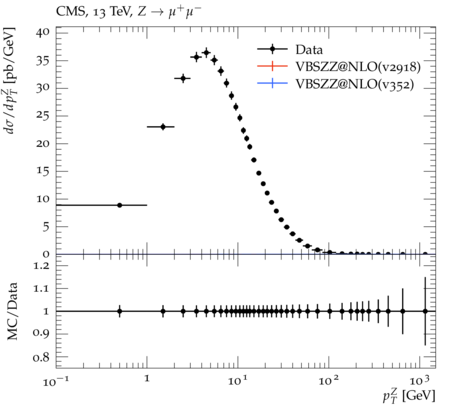 CMS, 13 TeV, Z → μ⁺μ⁻
dσ/dp_T^Z [pb/GeV]
40
35
30
25
20
15
10
5
0
Data
VBSZZ@NLO(v2918)
VBSZZ@NLO(v352)
MC/Data
1.2
1.1
1
0.9
0.8
10⁻¹ 1 10¹ 10² 10³
p_T^Z [GeV]